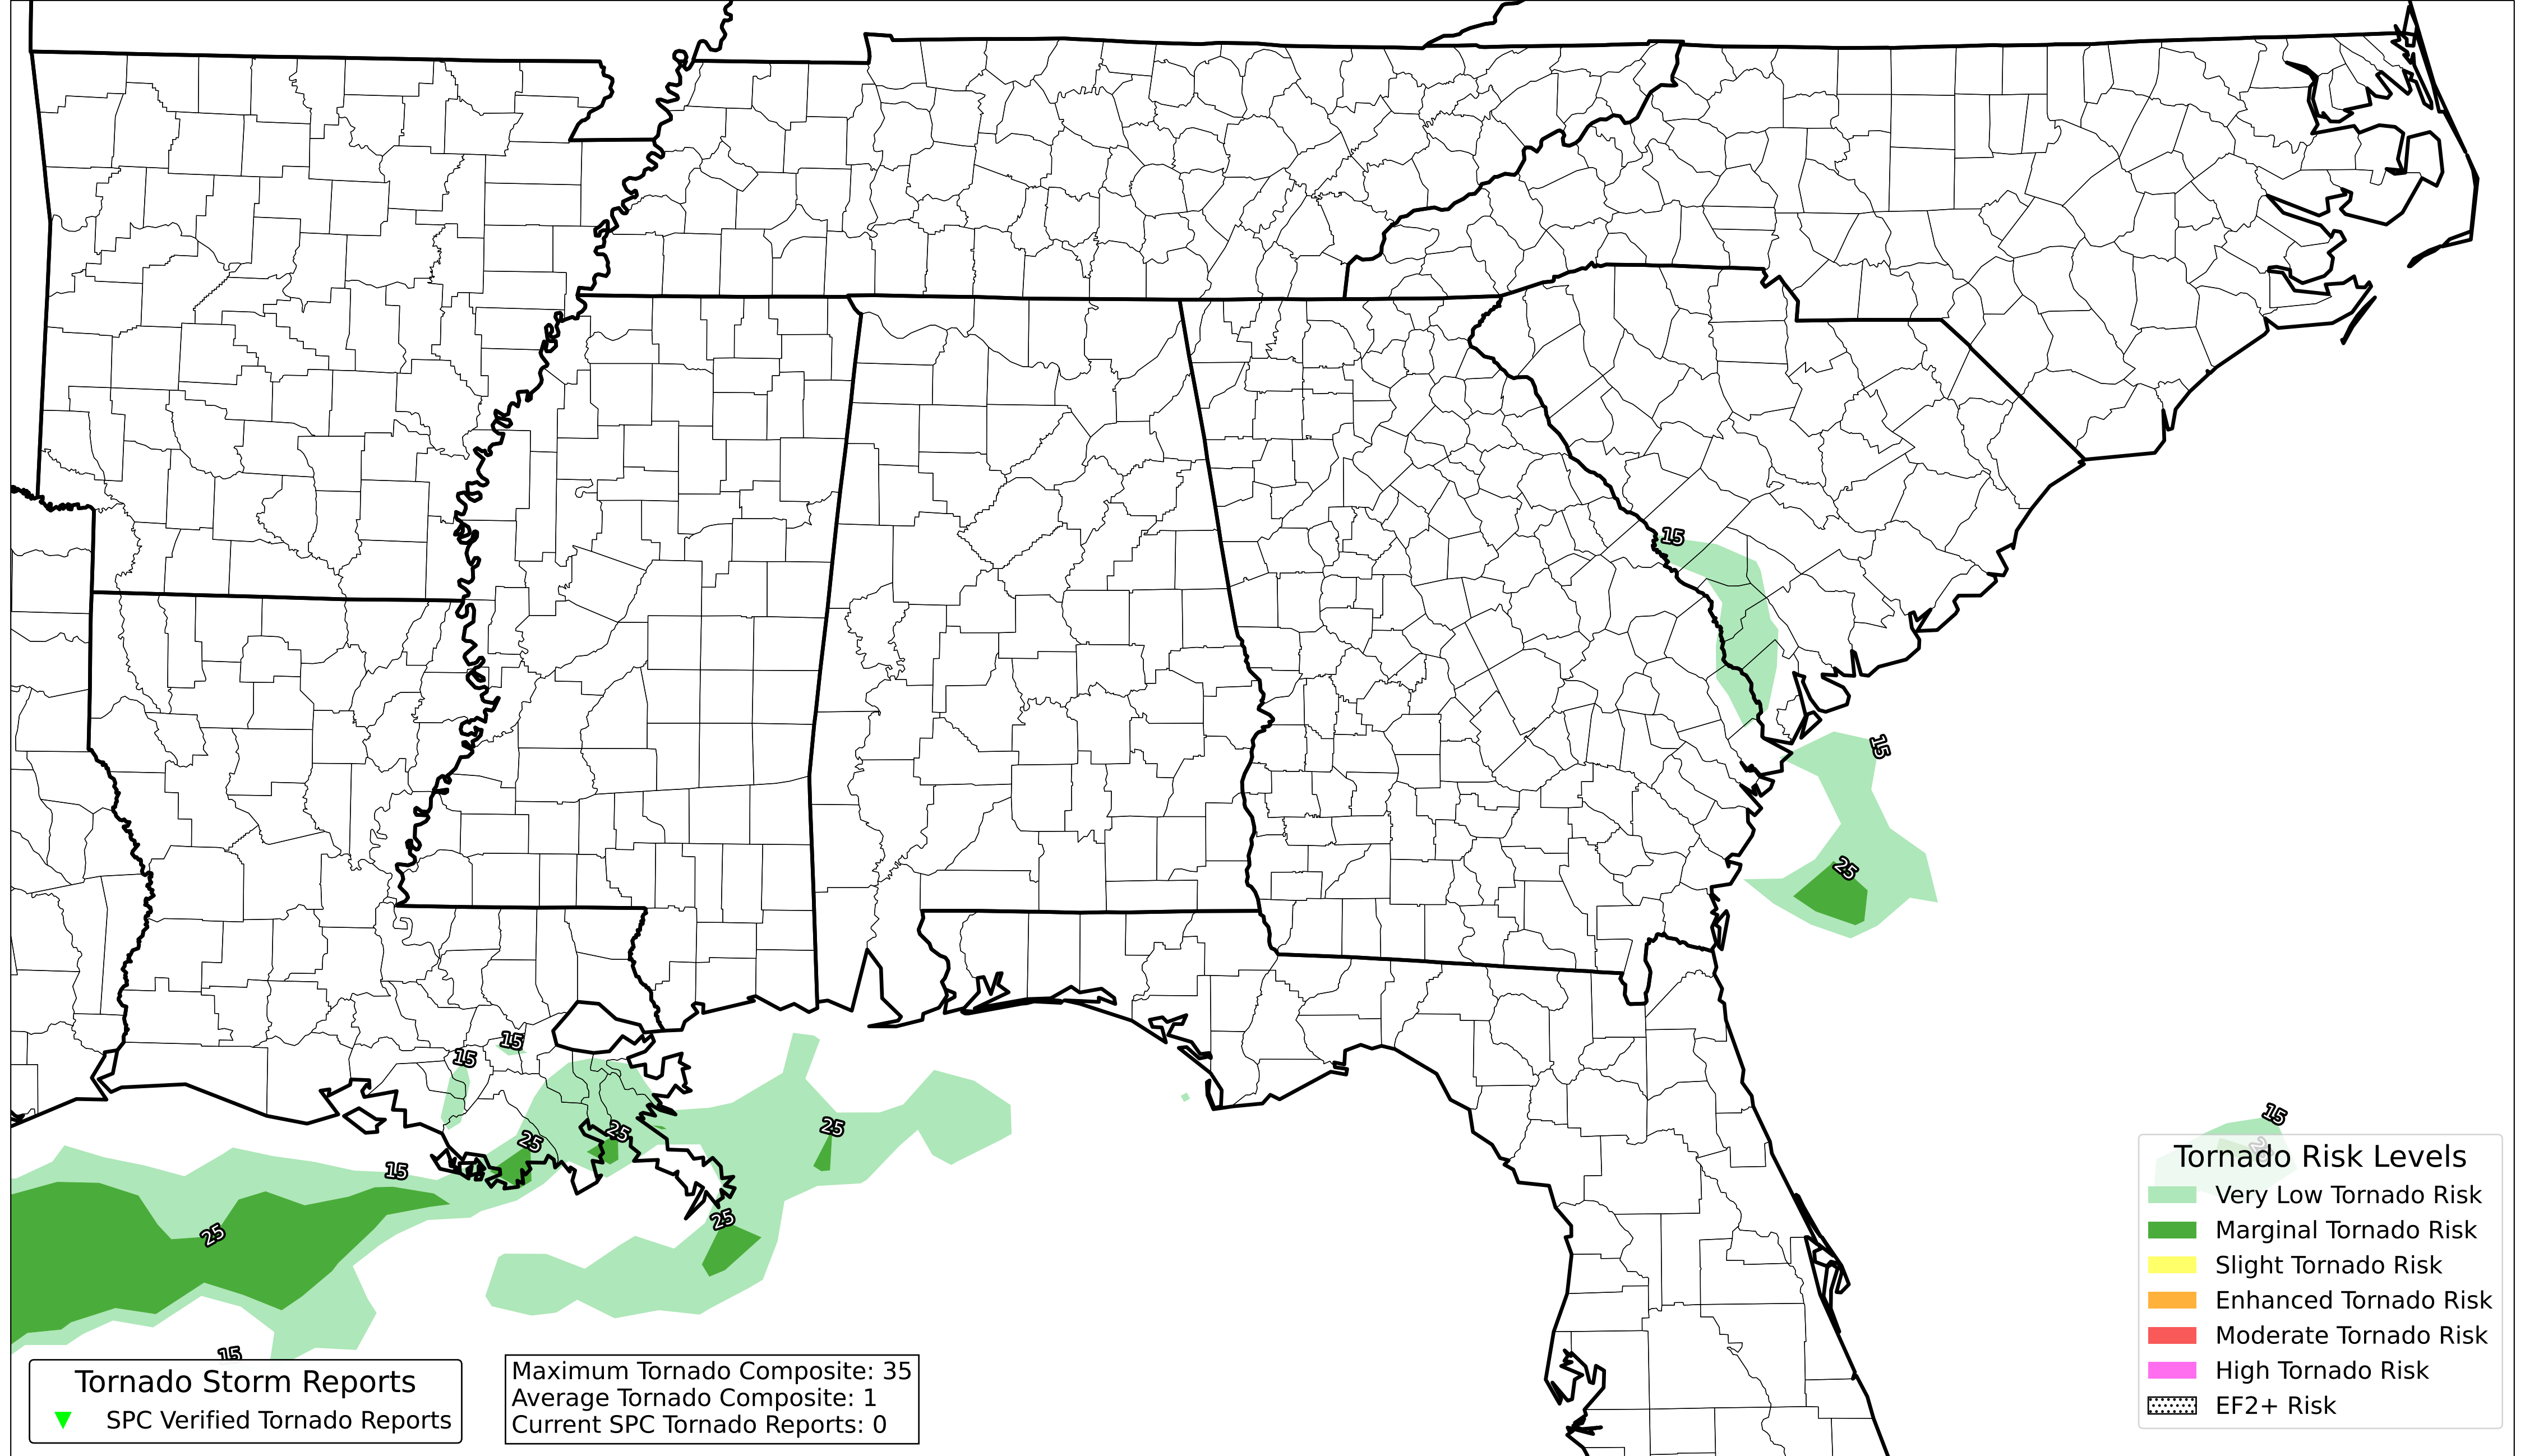 15
15
25
15
15
25
25
25
15
25
25
15
15
Tornado Risk Levels
Very Low Tornado Risk
Marginal Tornado Risk
Slight Tornado Risk
Enhanced Tornado Risk
Moderate Tornado Risk
High Tornado Risk
EF2+ Risk
Tornado Storm Reports
SPC Verified Tornado Reports
Maximum Tornado Composite: 35
Average Tornado Composite: 1
Current SPC Tornado Reports: 0